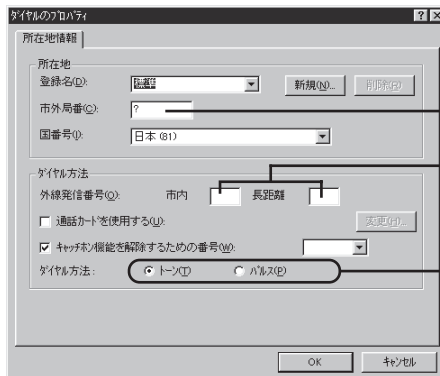 ダイヤルのプロパティ
所在地情報
所在地
登録名(D):
新規(N)... 削除(R)
市外局番(C): ?
国番号(I): 日本 (81)
ダイヤル方法
外線発信番号(O): 市内 長距離
通話カードを使用する(U): 変更(H)...
キャッチホン機能を解除するための番号(W):
ダイヤル方法: トーン(T) パルス(P)
OK キャンセル